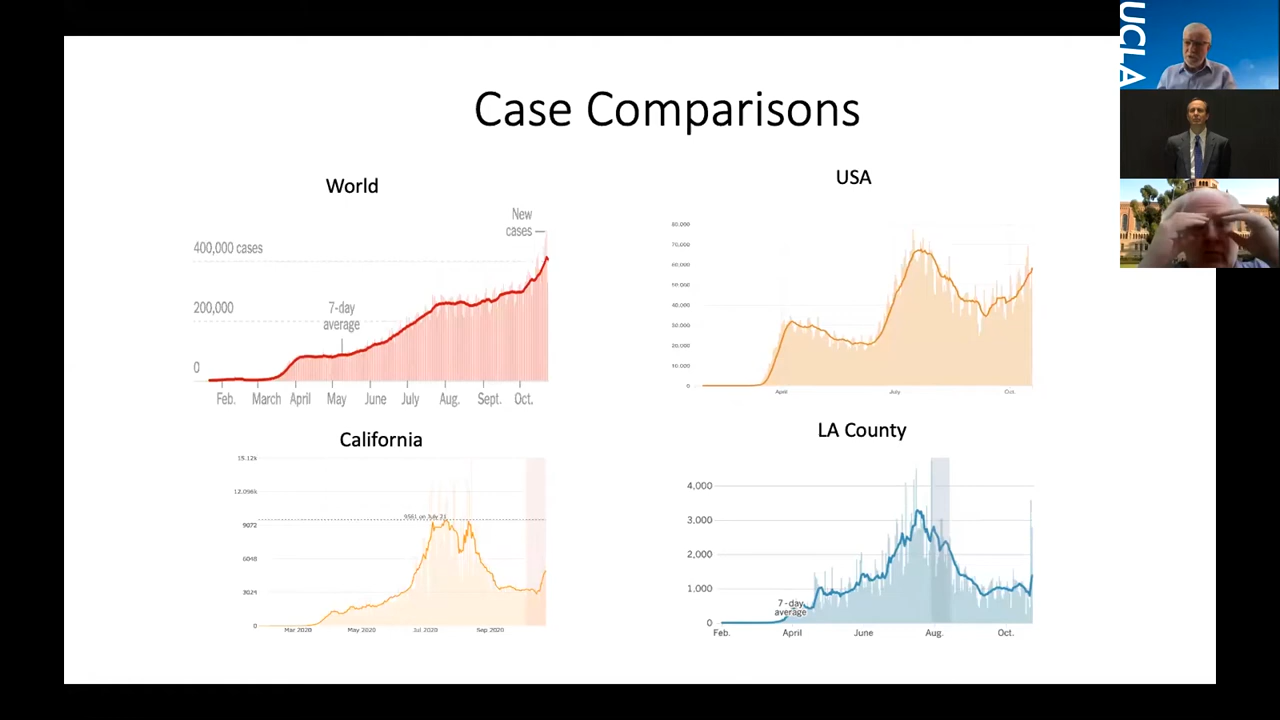 Case Comparisons
World
New
cases
400,000 cases
200,000
7-day
average
0
Feb.
March
April
May
June
July
Aug.
Sept.
Oct.
USA
80,000
70,000
60,000
50,000
40,000
30,000
20,000
10,000
0
April
July
Oct.
California
15.12k
12.096k
9561 on July 21
9072
6048
3024
0
Mar 2020
May 2020
Jul 2020
Sep 2020
LA County
4,000
3,000
2,000
1,000
7-day
average
0
Feb.
April
June
Aug.
Oct.
UCLA